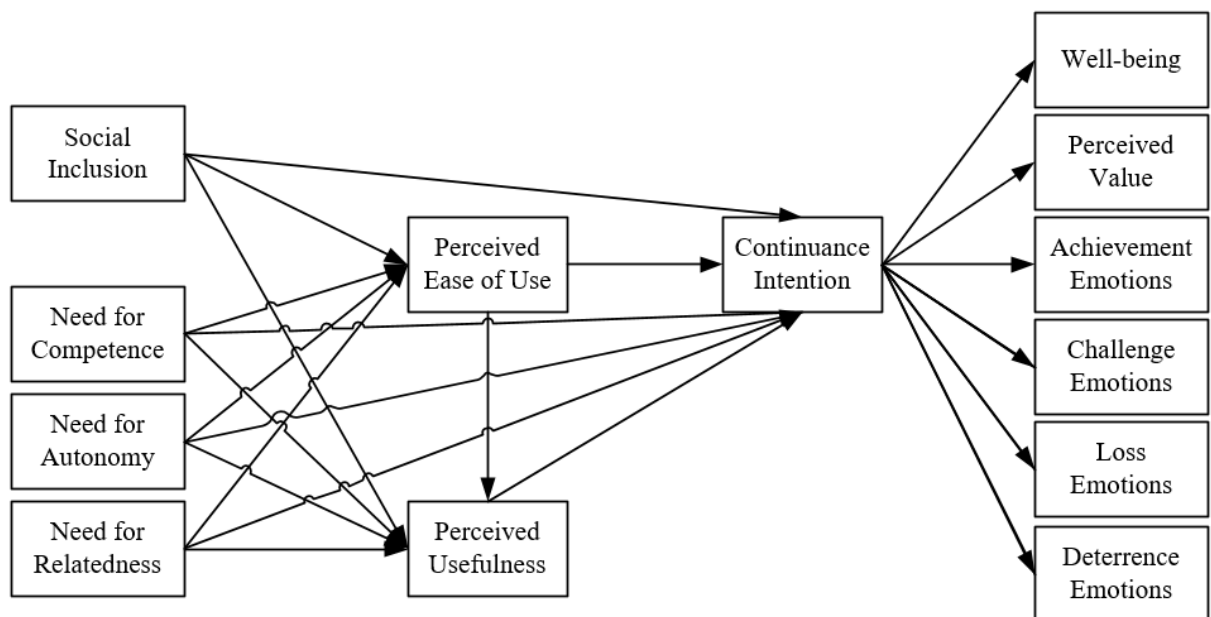 Social
Inclusion
Need for
Competence
Need for
Autonomy
Need for
Relatedness
Perceived
Ease of Use
Perceived
Usefulness
Continuance
Intention
Well-being
Perceived
Value
Achievement
Emotions
Challenge
Emotions
Loss
Emotions
Deterrence
Emotions